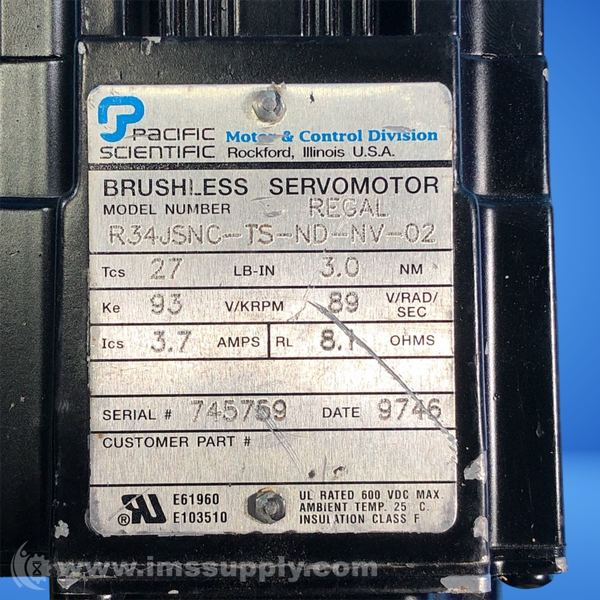 PACIFIC SCIENTIFIC Motor & Control Division
Rockford, Illinois U.S.A.
BRUSHLESS SERVOMOTOR
MODEL NUMBER REGAL
R34JSNC-TS-ND-NV-02
Tcs 27 LB-IN 3.0 NM
Ke 93 V/KRPM .89 V/RAD/SEC
Ics 3.7 AMPS RL 8.1 OHMS
SERIAL # 745759 DATE 9746
CUSTOMER PART #
E61960
E103510
UL RATED 600 VDC MAX.
AMBIENT TEMP. 25 C.
INSULATION CLASS F
www.imssupply.com